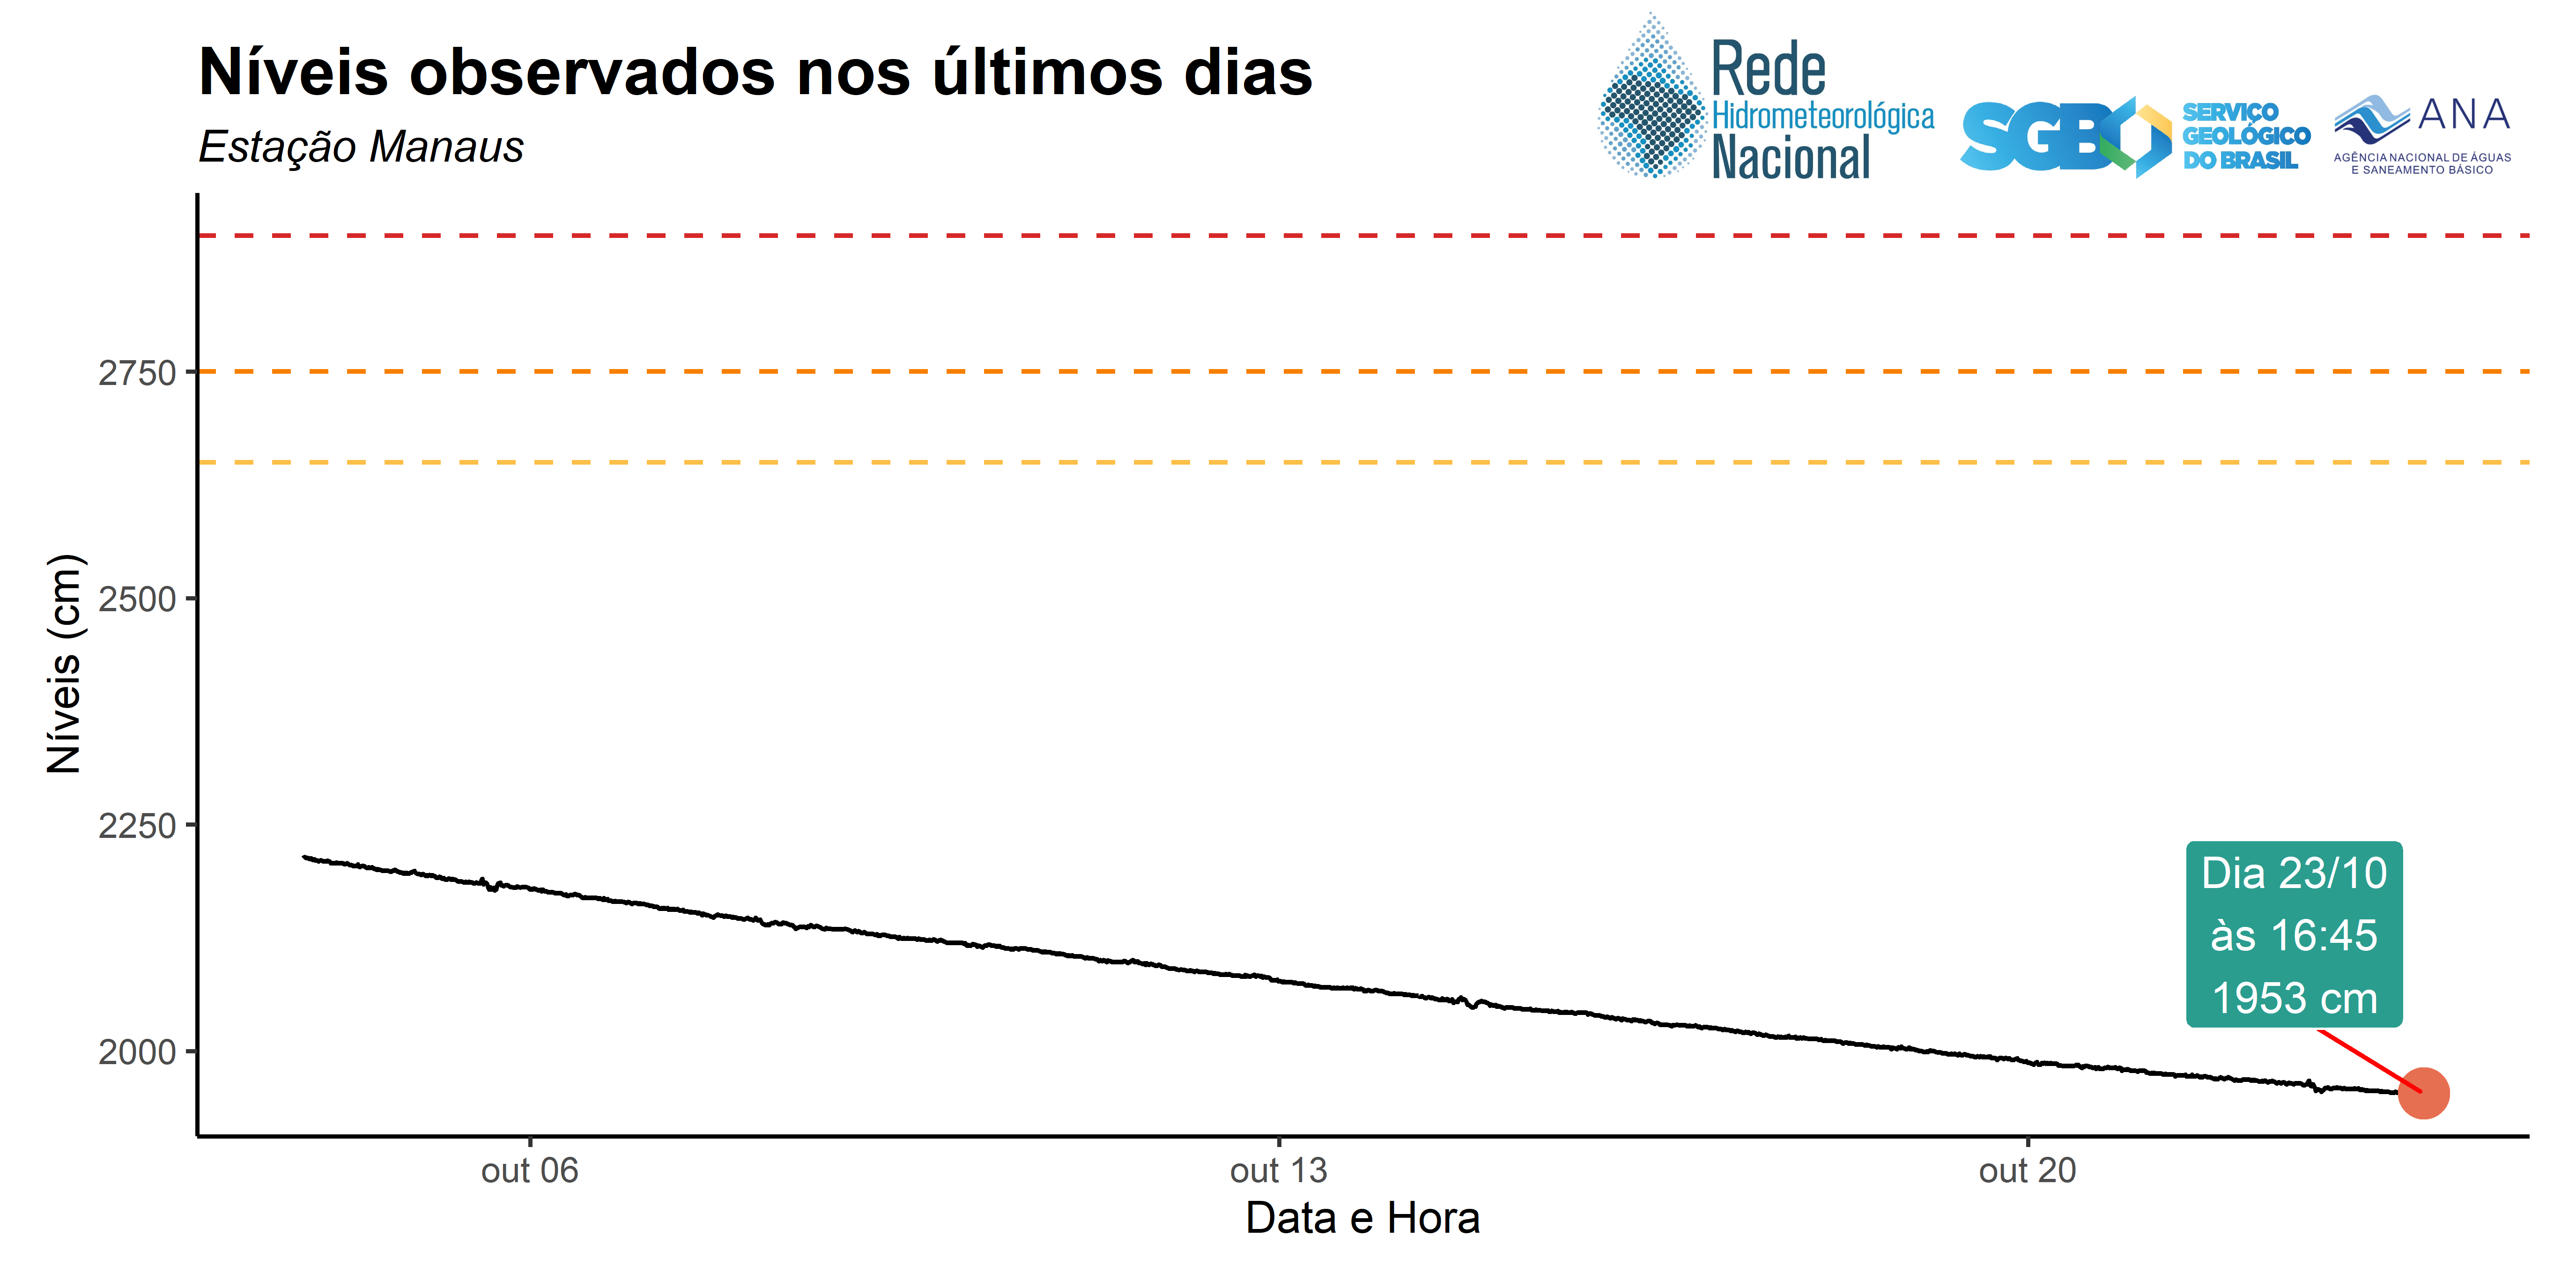 Níveis observados nos últimos dias
Estação Manaus
Rede
Hidrometeorológica
Nacional
SGB
SERVIÇO
GEOLÓGICO
DO BRASIL
ANA
AGÊNCIA NACIONAL DE ÁGUAS
E SANEAMENTO BÁSICO
Níveis (cm)
2750
2500
2250
2000
Dia 23/10
às 16:45
1953 cm
out 06
out 13
out 20
Data e Hora